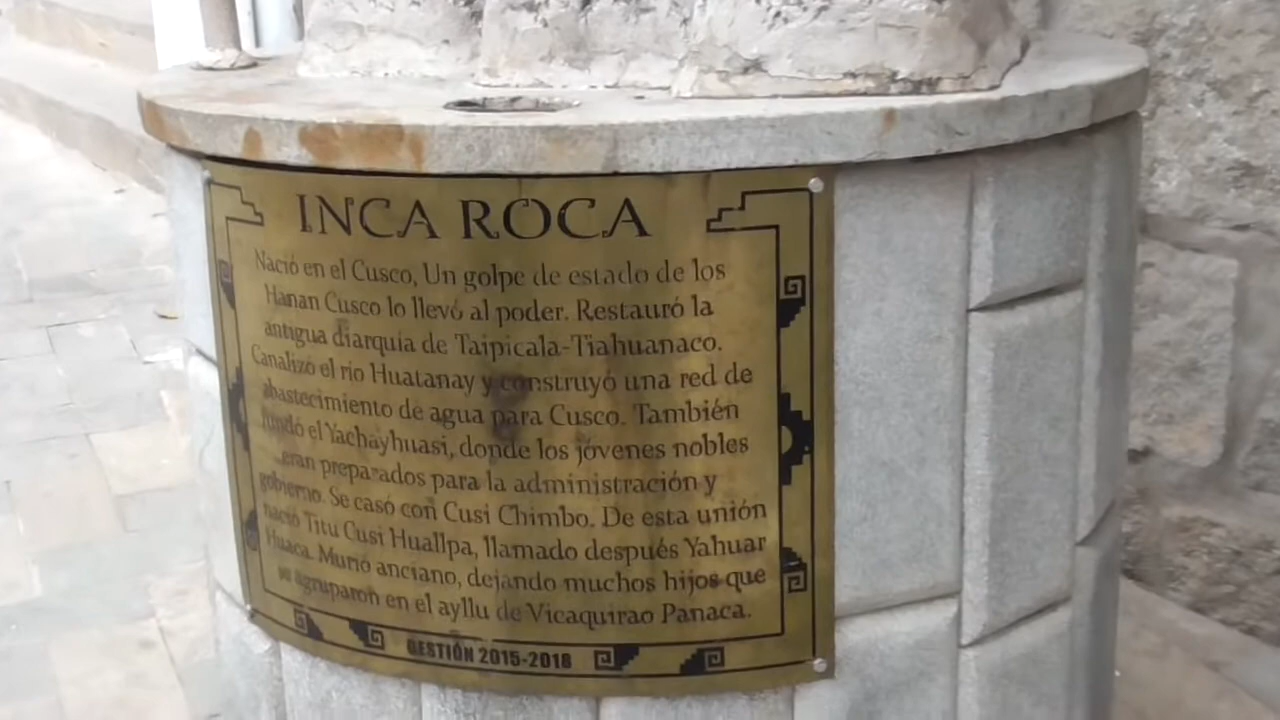 INCA ROCA
Nació en el Cusco, Un golpe de estado de los
Hanan Cusco lo llevó al poder. Restauró la
antigua diarquía de Taipicala-Tiahuanaco.
Canalizó el río Huatanay y construyó una red de
abastecimiento de agua para Cusco. También
fundó el Yachayhuasi, donde los jóvenes nobles
eran preparados para la administración y
gobierno. Se casó con Cusi Chimbo. De esta unión
nació Titu Cusi Huallpa, llamado después Yahuar
Huaca. Murió anciano, dejando muchos hijos que
se agruparon en el ayllu de Vicaquirao Panaca.
GESTIÓN 2015-2018